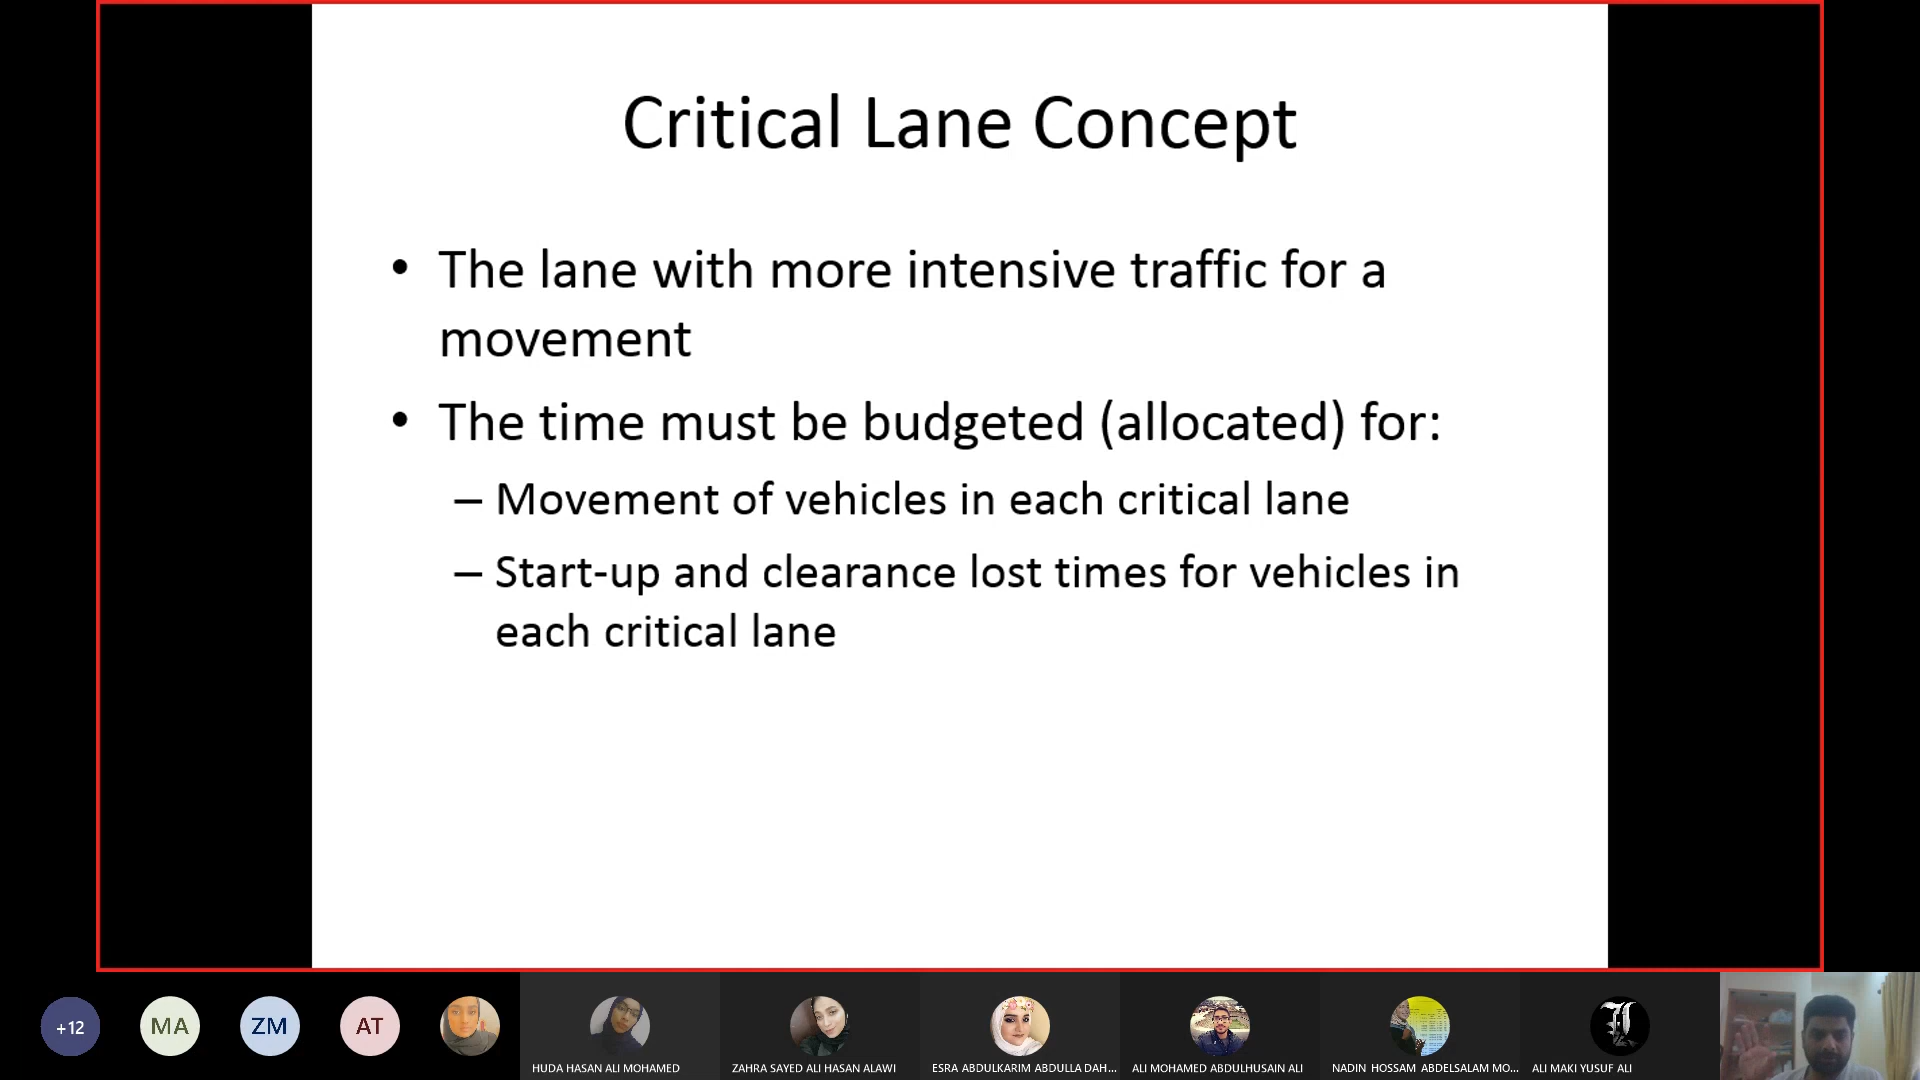 Critical Lane Concept
• The lane with more intensive traffic for a
movement
• The time must be budgeted (allocated) for:
– Movement of vehicles in each critical lane
– Start-up and clearance lost times for vehicles in
each critical lane
+12
MA
ZM
AT
HUDA HASAN ALI MOHAMED
ZAHRA SAYED ALI HASAN ALAWI
ESRA ABDULKARIM ABDULLA DAH...
ALI MOHAMED ABDULHUSAIN ALI
NADIN HOSSAM ABDELSALAM MO...
ALI MAKI YUSUF ALI